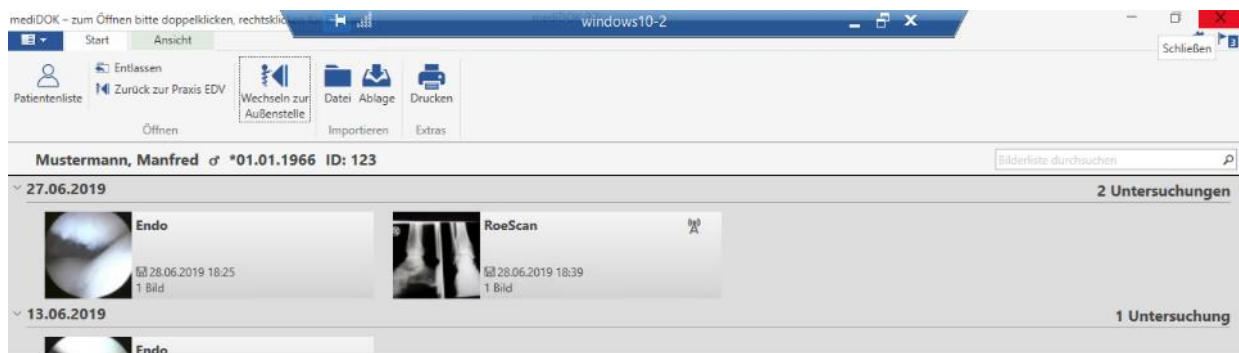 mediDOK – zum Öffnen bitte doppelklicken, rechtsklic
windows10-2
Start Ansicht
Schließen
3
Patientenliste
Entlassen
Zurück zur Praxis EDV
Wechseln zur
Außenstelle
Datei Ablage
Drucken
Öffnen Importieren Extras
Mustermann, Manfred ♂ *01.01.1966 ID: 123
Bilderliste durchsuchen
27.06.2019 2 Untersuchungen
Endo
28.06.2019 18:25
1 Bild
RoeScan
28.06.2019 18:39
1 Bild
13.06.2019 1 Untersuchung
Endo